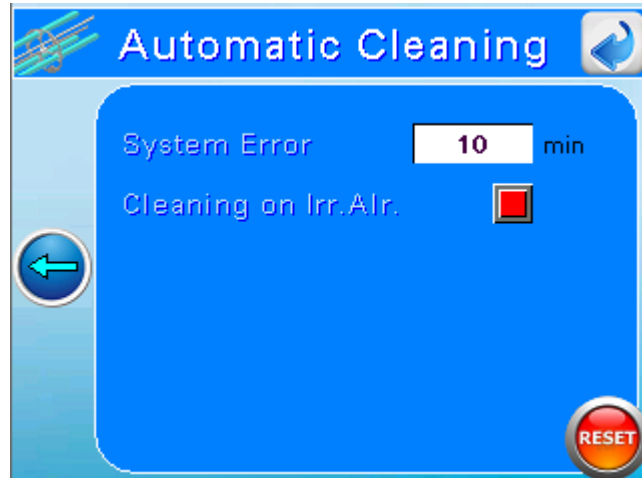 Automatic Cleaning
System Error 10 min
Cleaning on Irr.Alr.
RESET